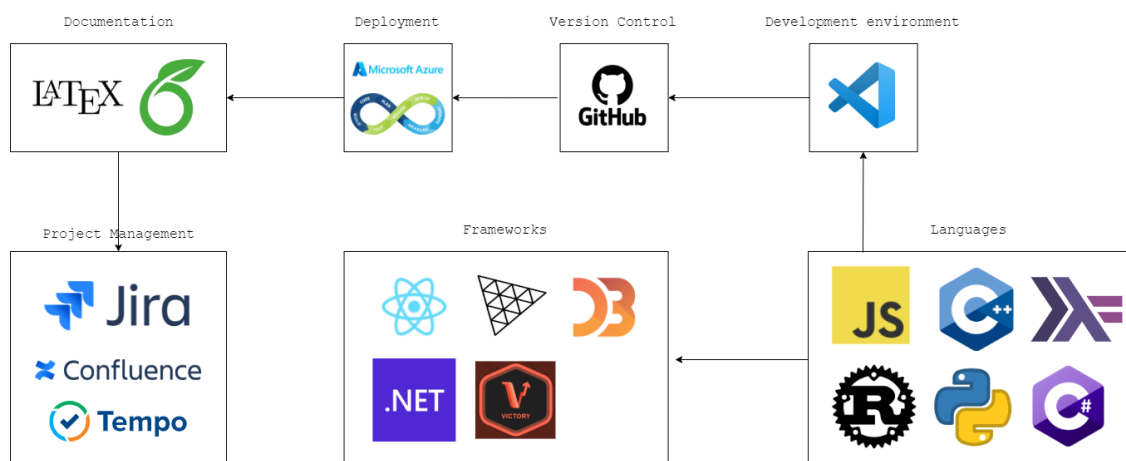 Documentation
Deployment
Version Control
Development environment
LATEX
Microsoft Azure
GitHub
Project Management
Frameworks
Languages
Jira
Confluence
Tempo
.NET
VICTORY
JS
C++
R
C#